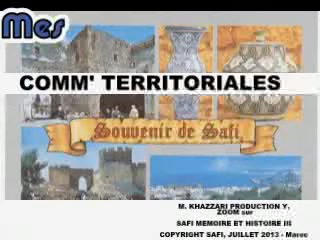 Mes
COMM' TERRITORIALES
Souvenir de Safi
M. KHAZZARI PRODUCTION Y.
ZOOM sur
SAFI MEMOIRE ET HISTOIRE III
COPYRIGHT SAFI, JUILLET 2013 - Maroc